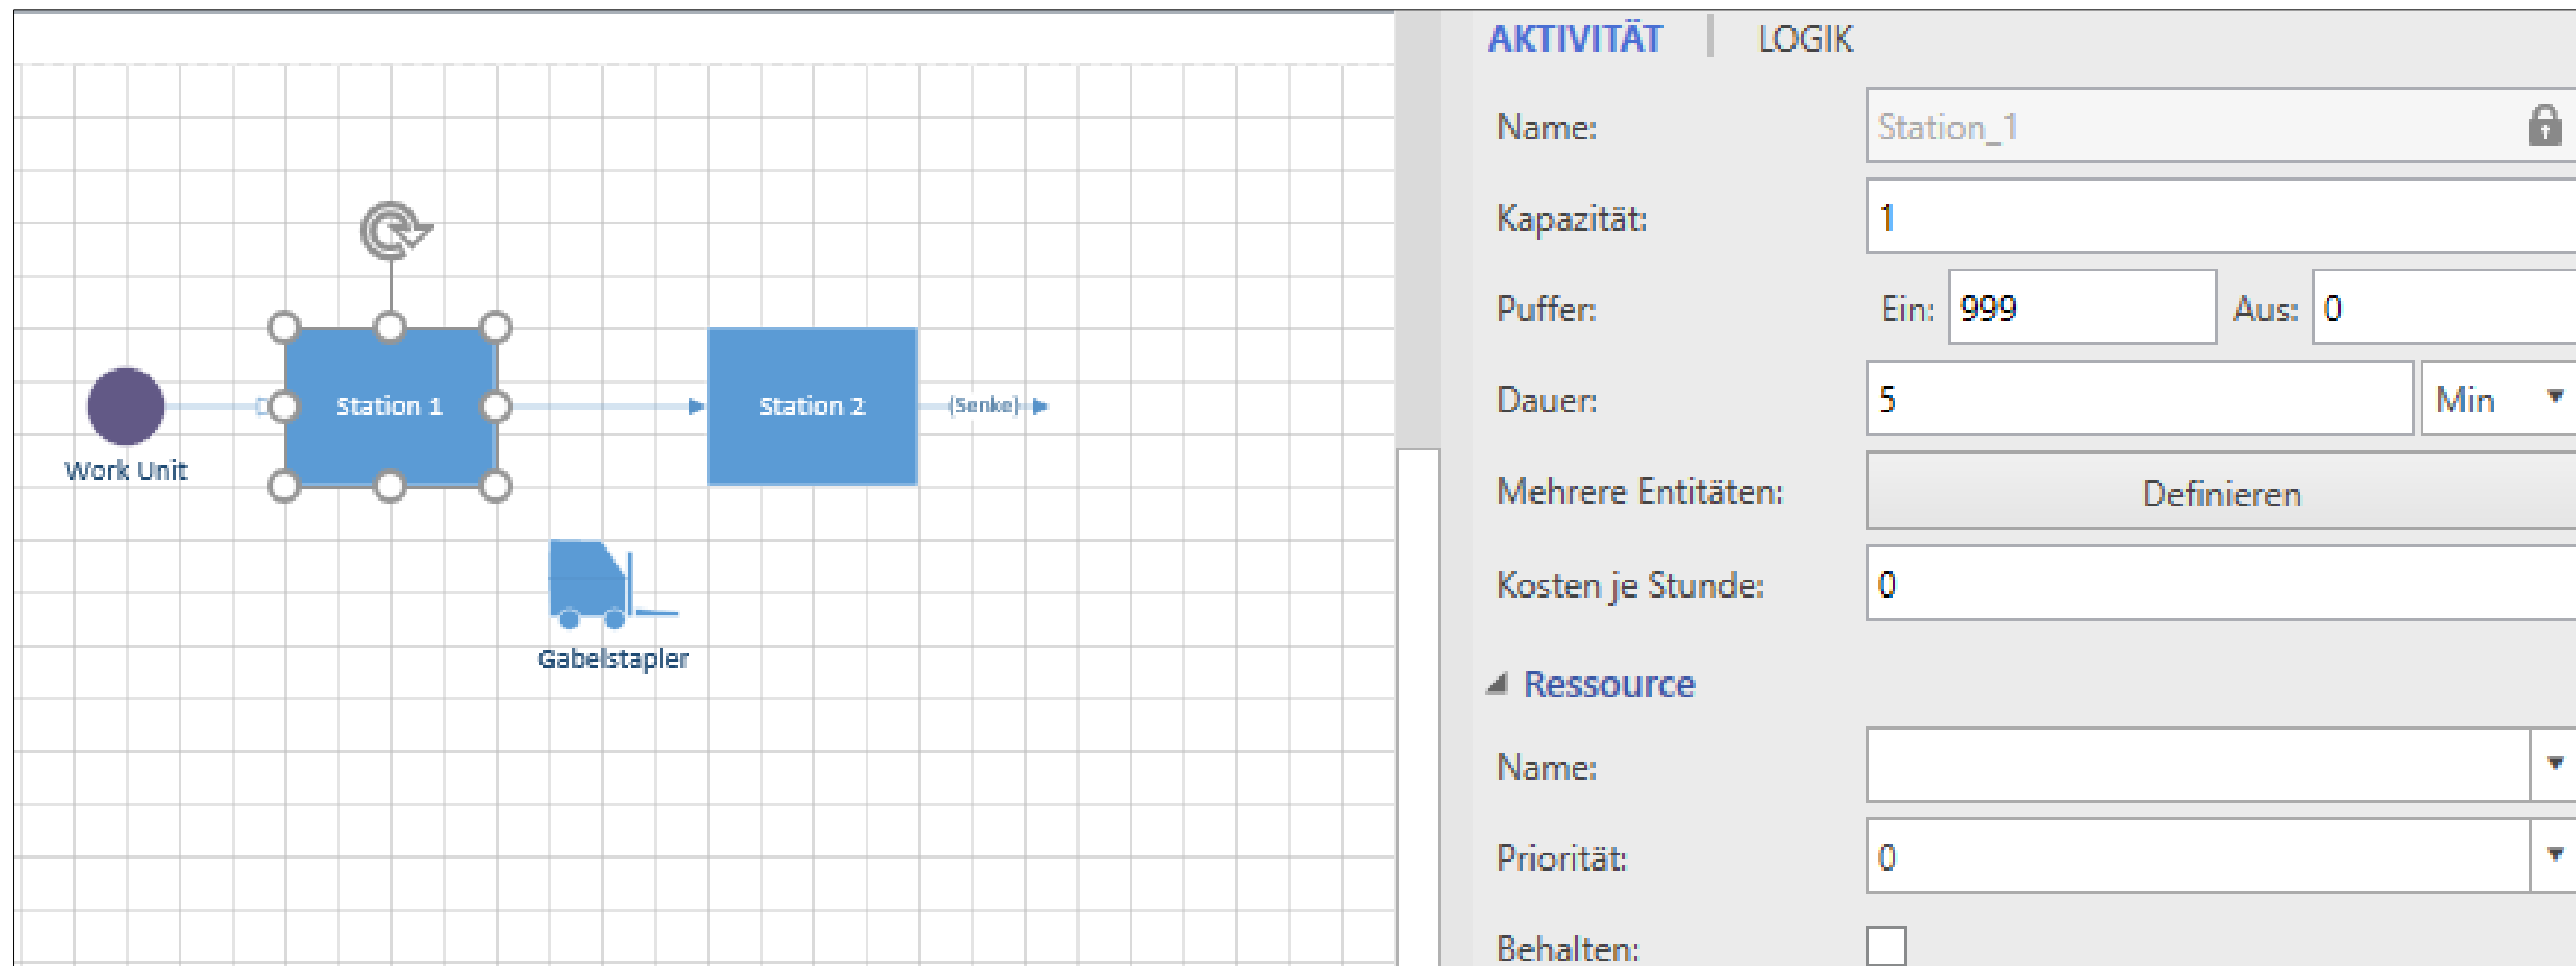 AKTIVITÄT | LOGIK
Name: Station_1
Kapazität: 1
Puffer: Ein: 999 Aus: 0
Dauer: 5 Min
Mehrere Entitäten: Definieren
Kosten je Stunde: 0
Ressource
Name:
Priorität: 0
Behalten:
Work Unit
Station 1
Station 2
(Senke)
Gabelstapler